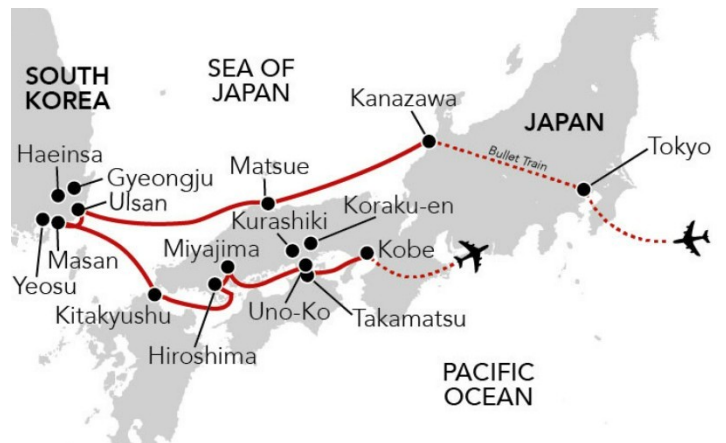 SEA OF
JAPAN
SOUTH
KOREA
Kanazawa
JAPAN
Tokyo
Bullet Train
Haeinsa
Gyeongju
Ulsan
Matsue
Kurashiki
Koraku-en
Miyajima
Kobe
Masan
Yeosu
Kitakyushu
Uno-Ko
Takamatsu
Hiroshima
PACIFIC
OCEAN